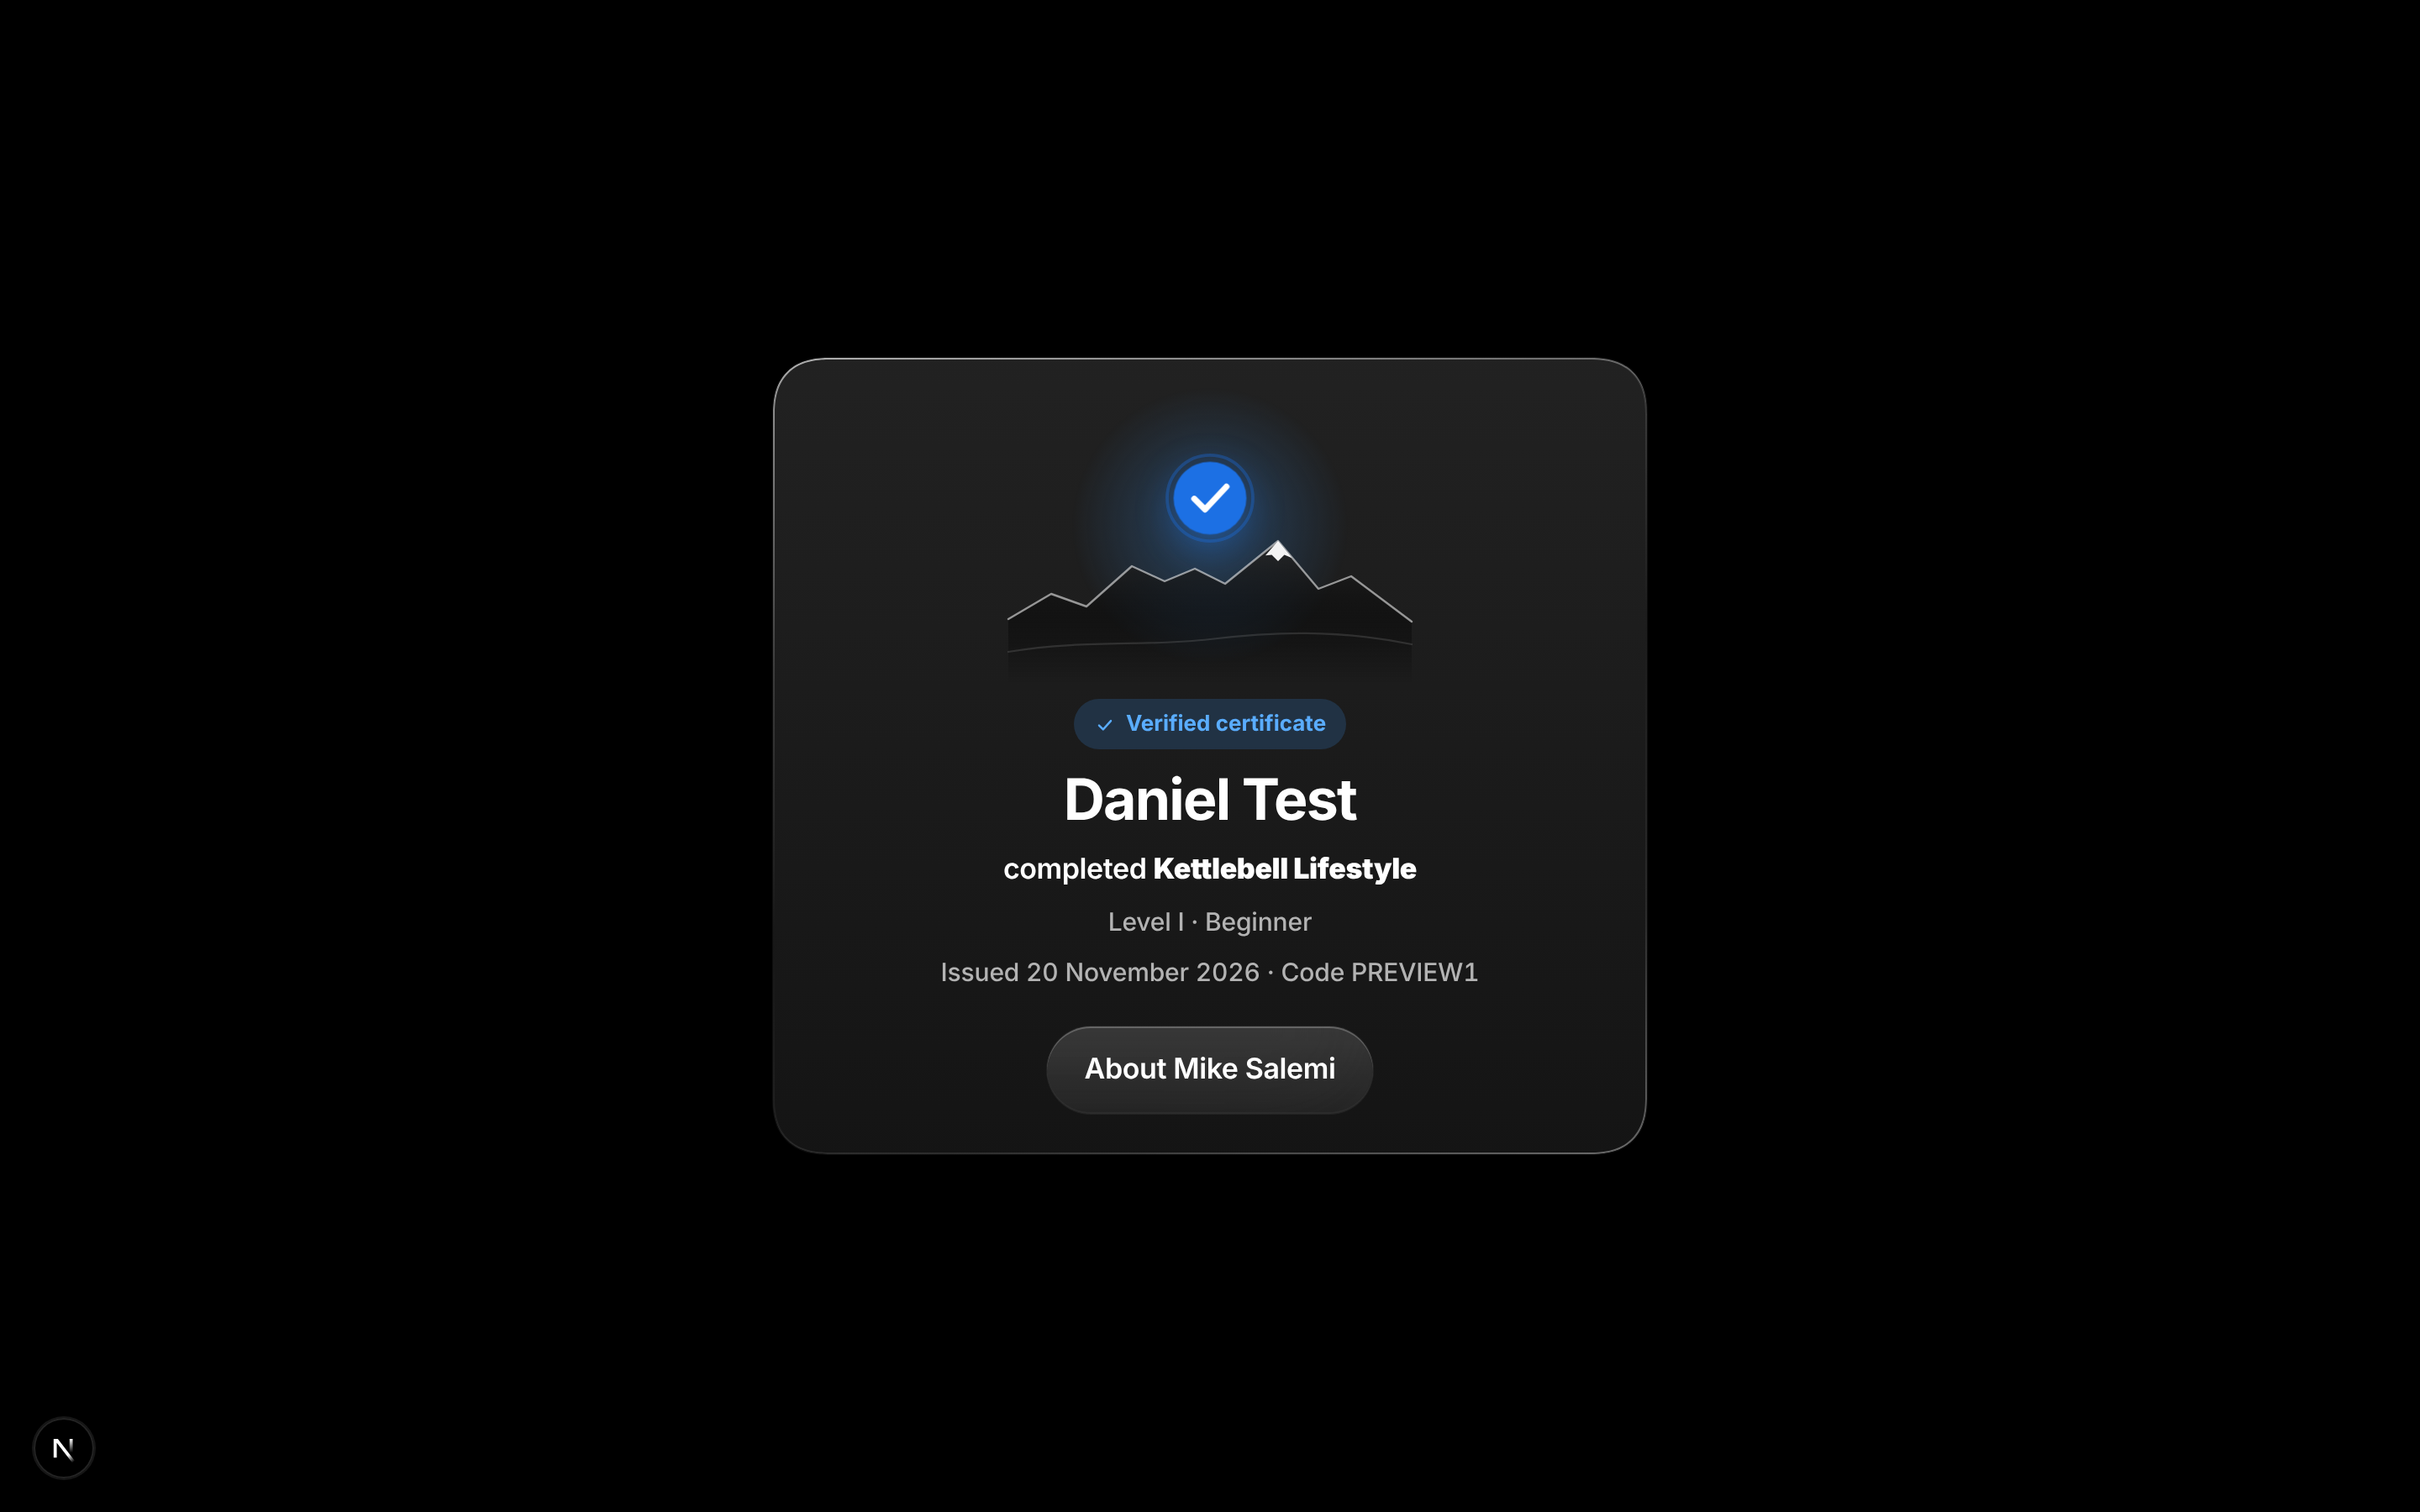 Verified certificate
Daniel Test
completed Kettlebell Lifestyle
Level I · Beginner
Issued 20 November 2026 · Code PREVIEW1
About Mike Salemi
N